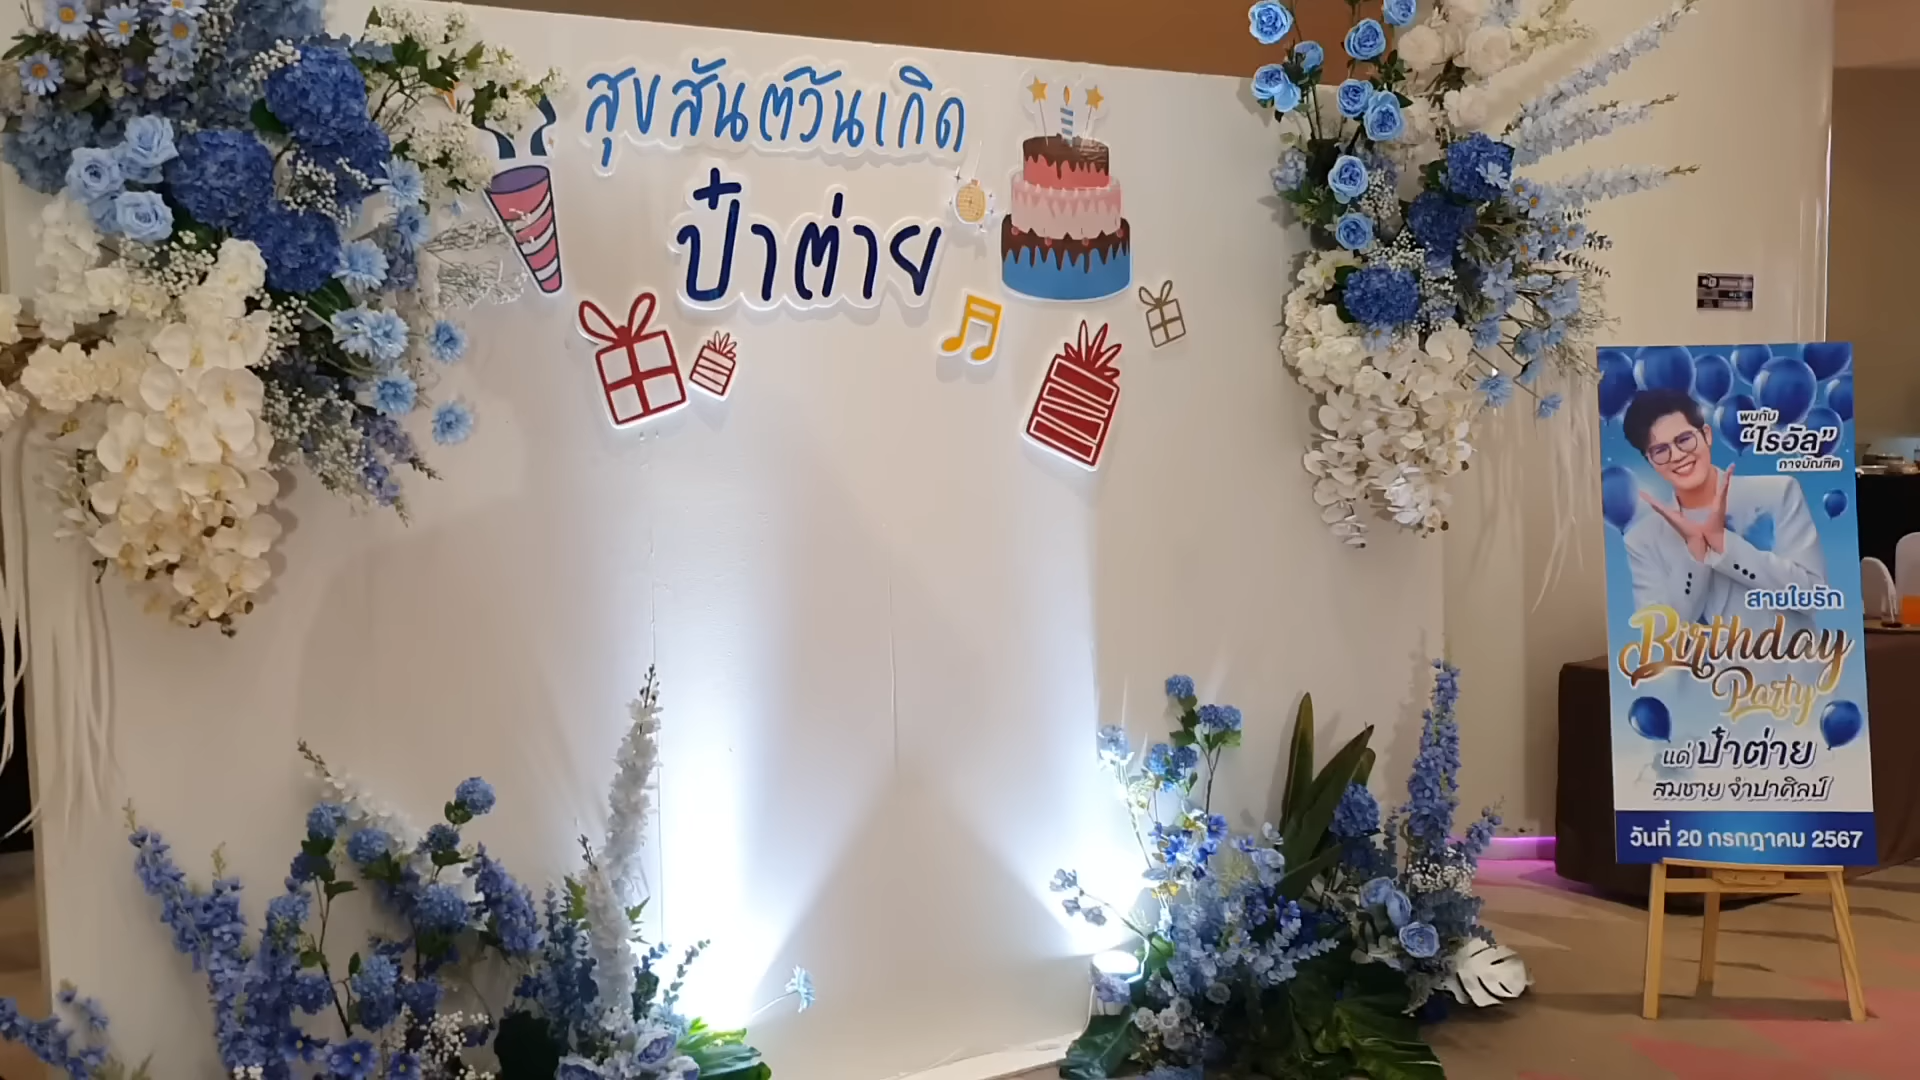 สุขสันต์วันเกิด
ป๋าต่าย
พบกับ
“ไรอัล”
กาจบัณฑิต
สายใยรัก
Birthday
Party
แด่ ป๋าต่าย
สมชาย จำปาศิลป์
วันที่ 20 กรกฎาคม 2567